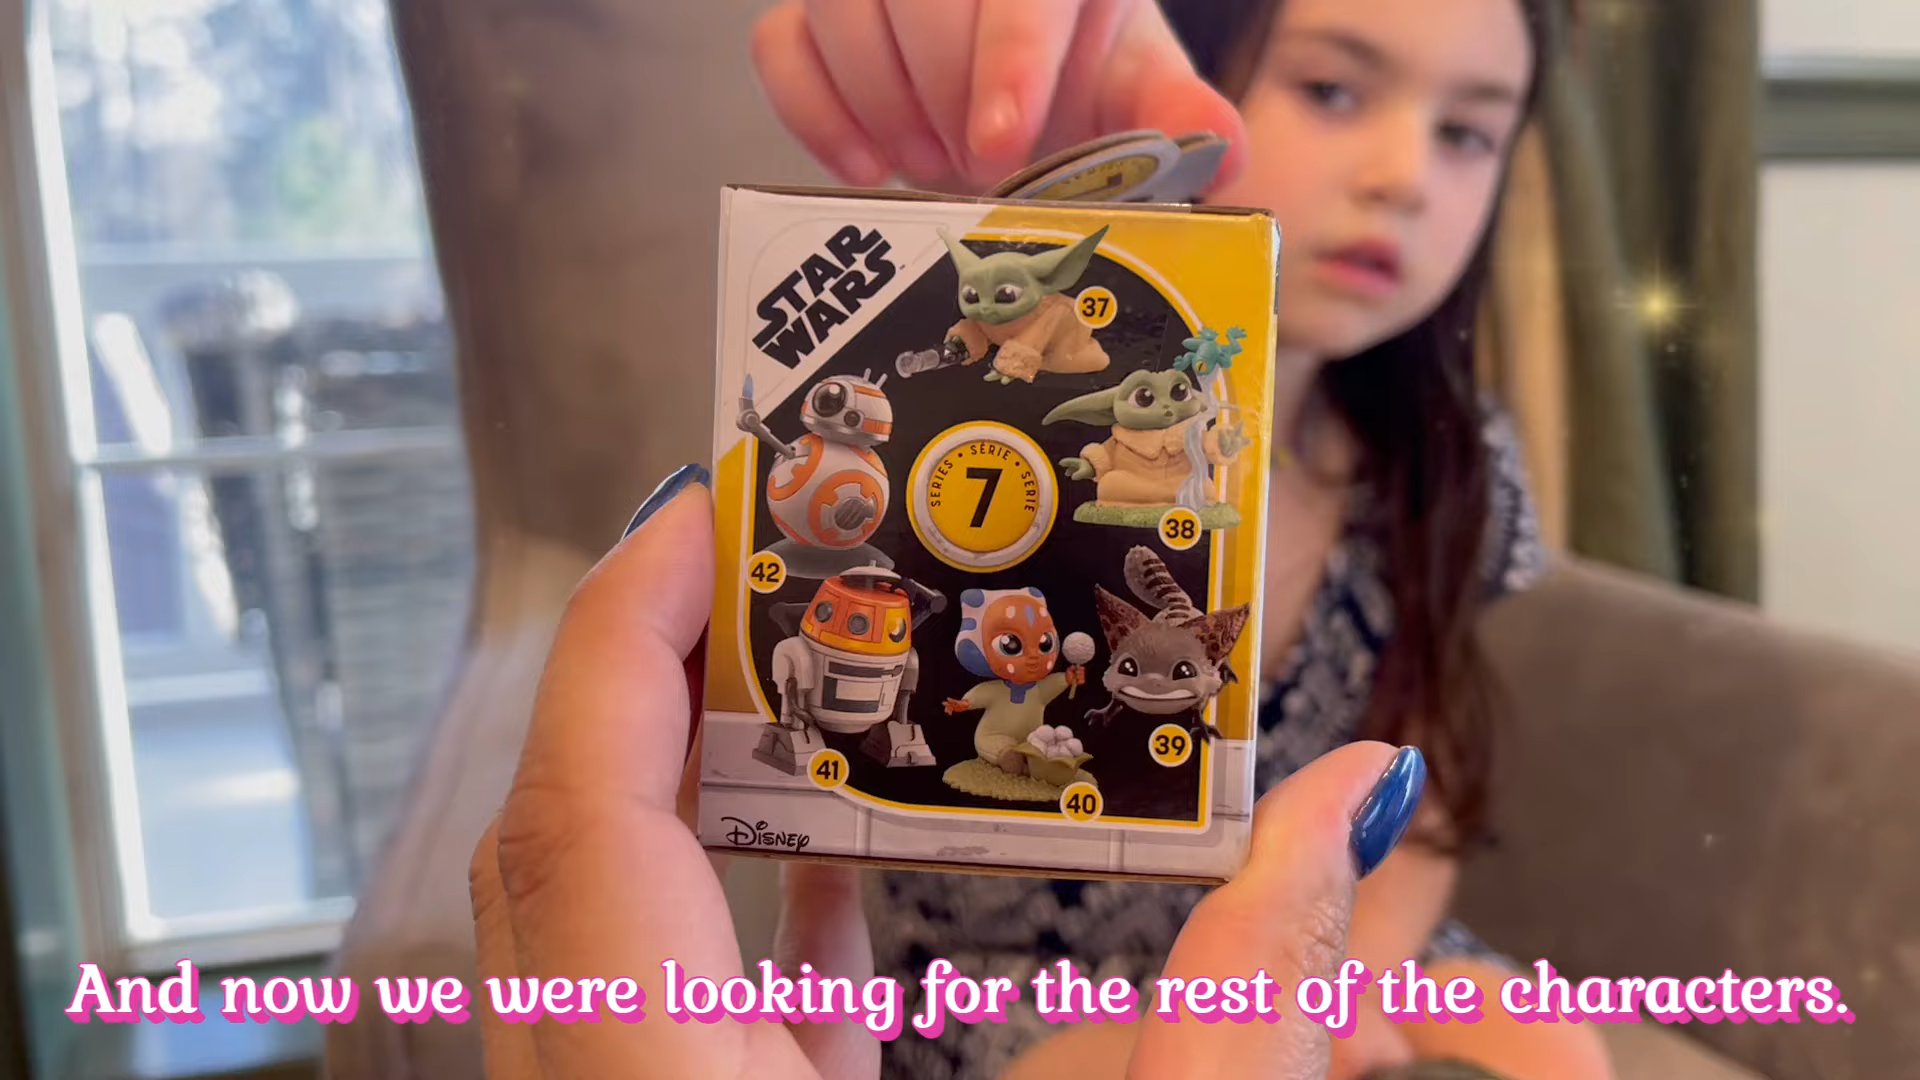 STAR
WARS
37
38
SERIES • SÉRIE • SERIE
7
42
39
41
40
Disney
And now we were looking for the rest of the characters.